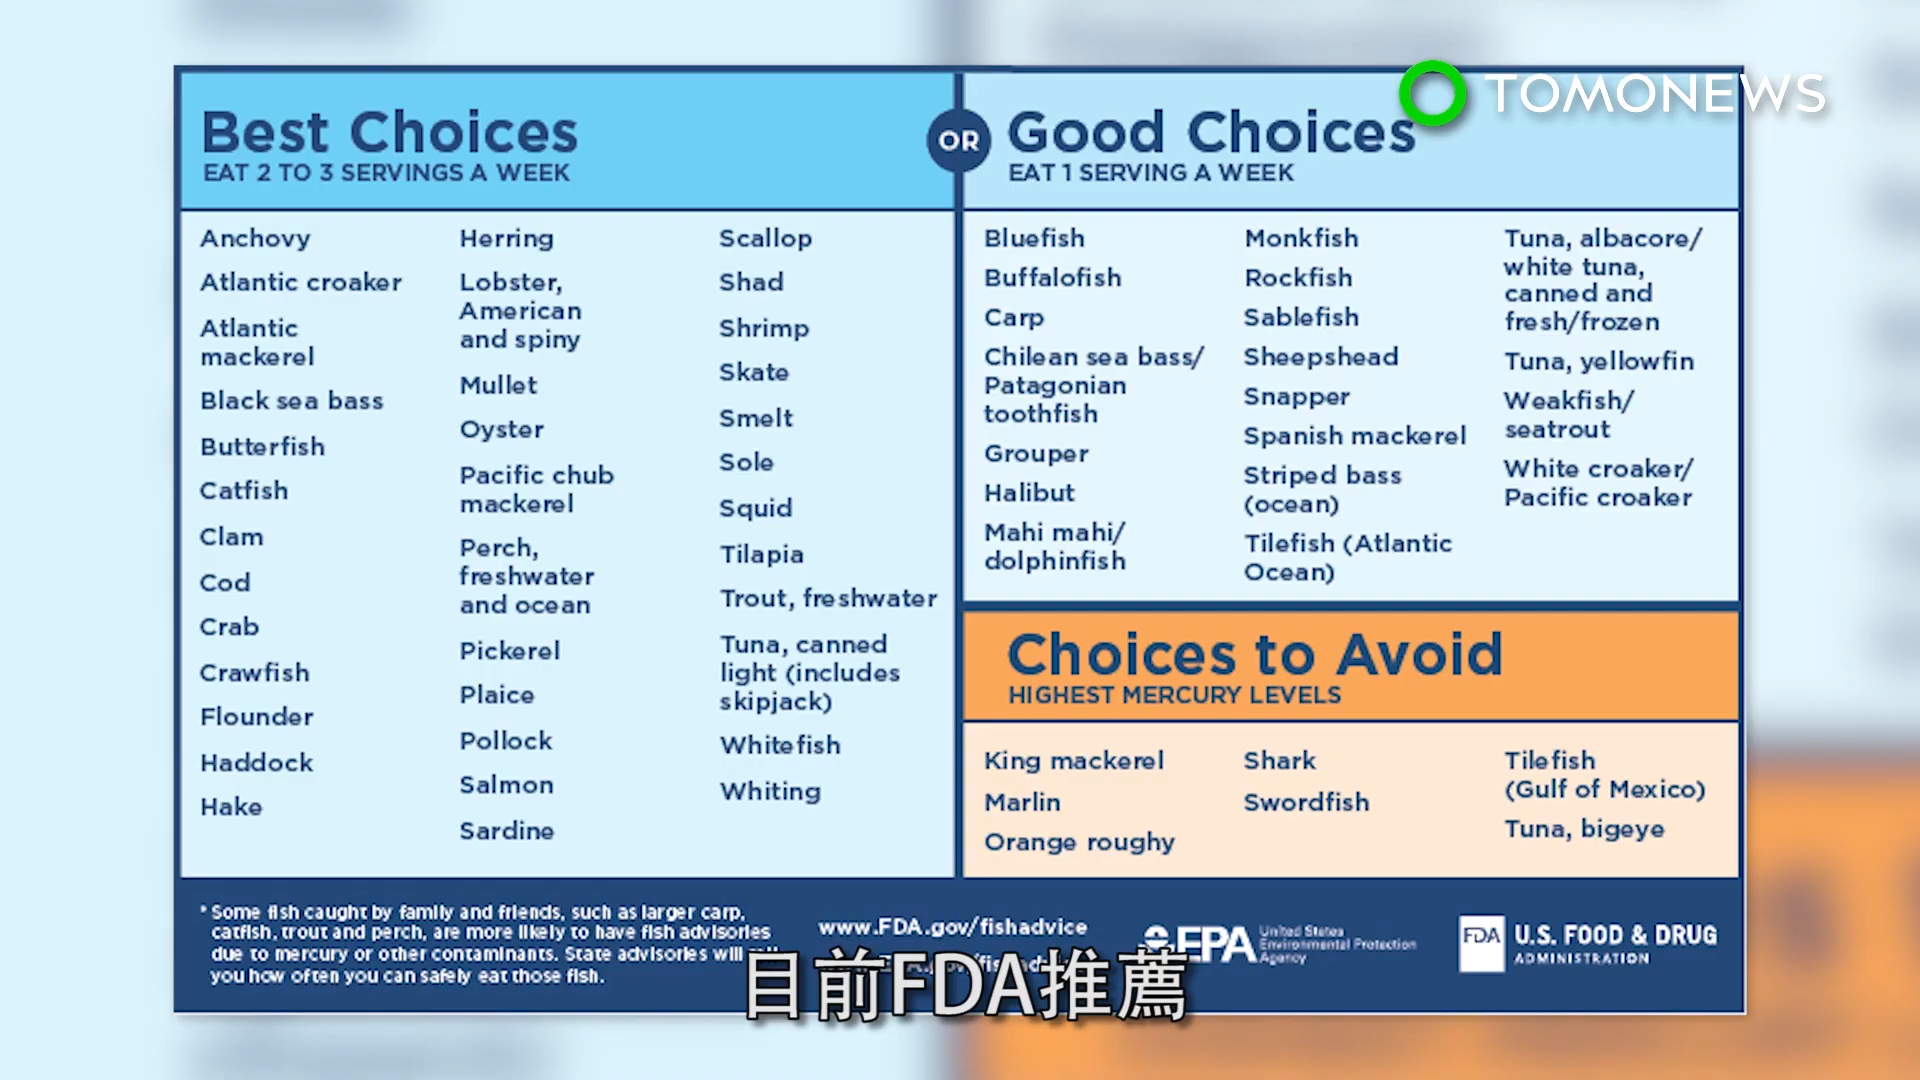 TOMONEWS
Best Choices
EAT 2 TO 3 SERVINGS A WEEK
OR
Good Choices
EAT 1 SERVING A WEEK
Anchovy
Atlantic croaker
Atlantic
mackerel
Black sea bass
Butterfish
Catfish
Clam
Cod
Crab
Crawfish
Flounder
Haddock
Hake
Herring
Lobster,
American
and spiny
Mullet
Oyster
Pacific chub
mackerel
Perch,
freshwater
and ocean
Pickerel
Plaice
Pollock
Salmon
Sardine
Scallop
Shad
Shrimp
Skate
Smelt
Sole
Squid
Tilapia
Trout, freshwater
Tuna, canned
light (includes
skipjack)
Whitefish
Whiting
Bluefish
Buffalofish
Carp
Chilean sea bass/
Patagonian
toothfish
Grouper
Halibut
Mahi mahi/
dolphinfish
Monkfish
Rockfish
Sablefish
Sheepshead
Snapper
Spanish mackerel
Striped bass
(ocean)
Tilefish (Atlantic
Ocean)
Tuna, albacore/
white tuna,
canned and
fresh/frozen
Tuna, yellowfin
Weakfish/
seatrout
White croaker/
Pacific croaker
Choices to Avoid
HIGHEST MERCURY LEVELS
King mackerel
Marlin
Orange roughy
Shark
Swordfish
Tilefish
(Gulf of Mexico)
Tuna, bigeye
* Some fish caught by family and friends, such as larger carp,
catfish, trout and perch, are more likely to have fish advisories
due to mercury or other contaminants. State advisories will
you how often you can safely eat those fish.
www.FDA.gov/fishadvice
EPA United States
Environmental Protection
Agency
FDA U.S. FOOD & DRUG
ADMINISTRATION
目前FDA推薦